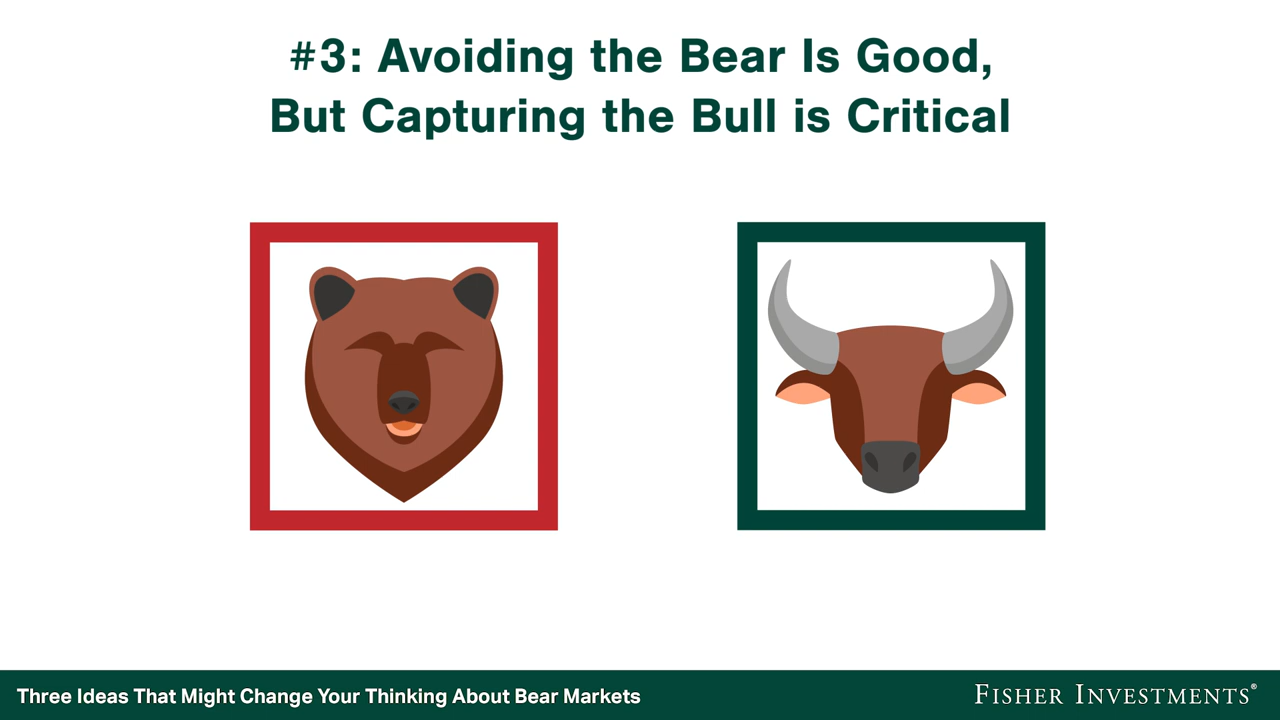 #3: Avoiding the Bear Is Good,
But Capturing the Bull is Critical
Three Ideas That Might Change Your Thinking About Bear Markets
FISHER INVESTMENTS®